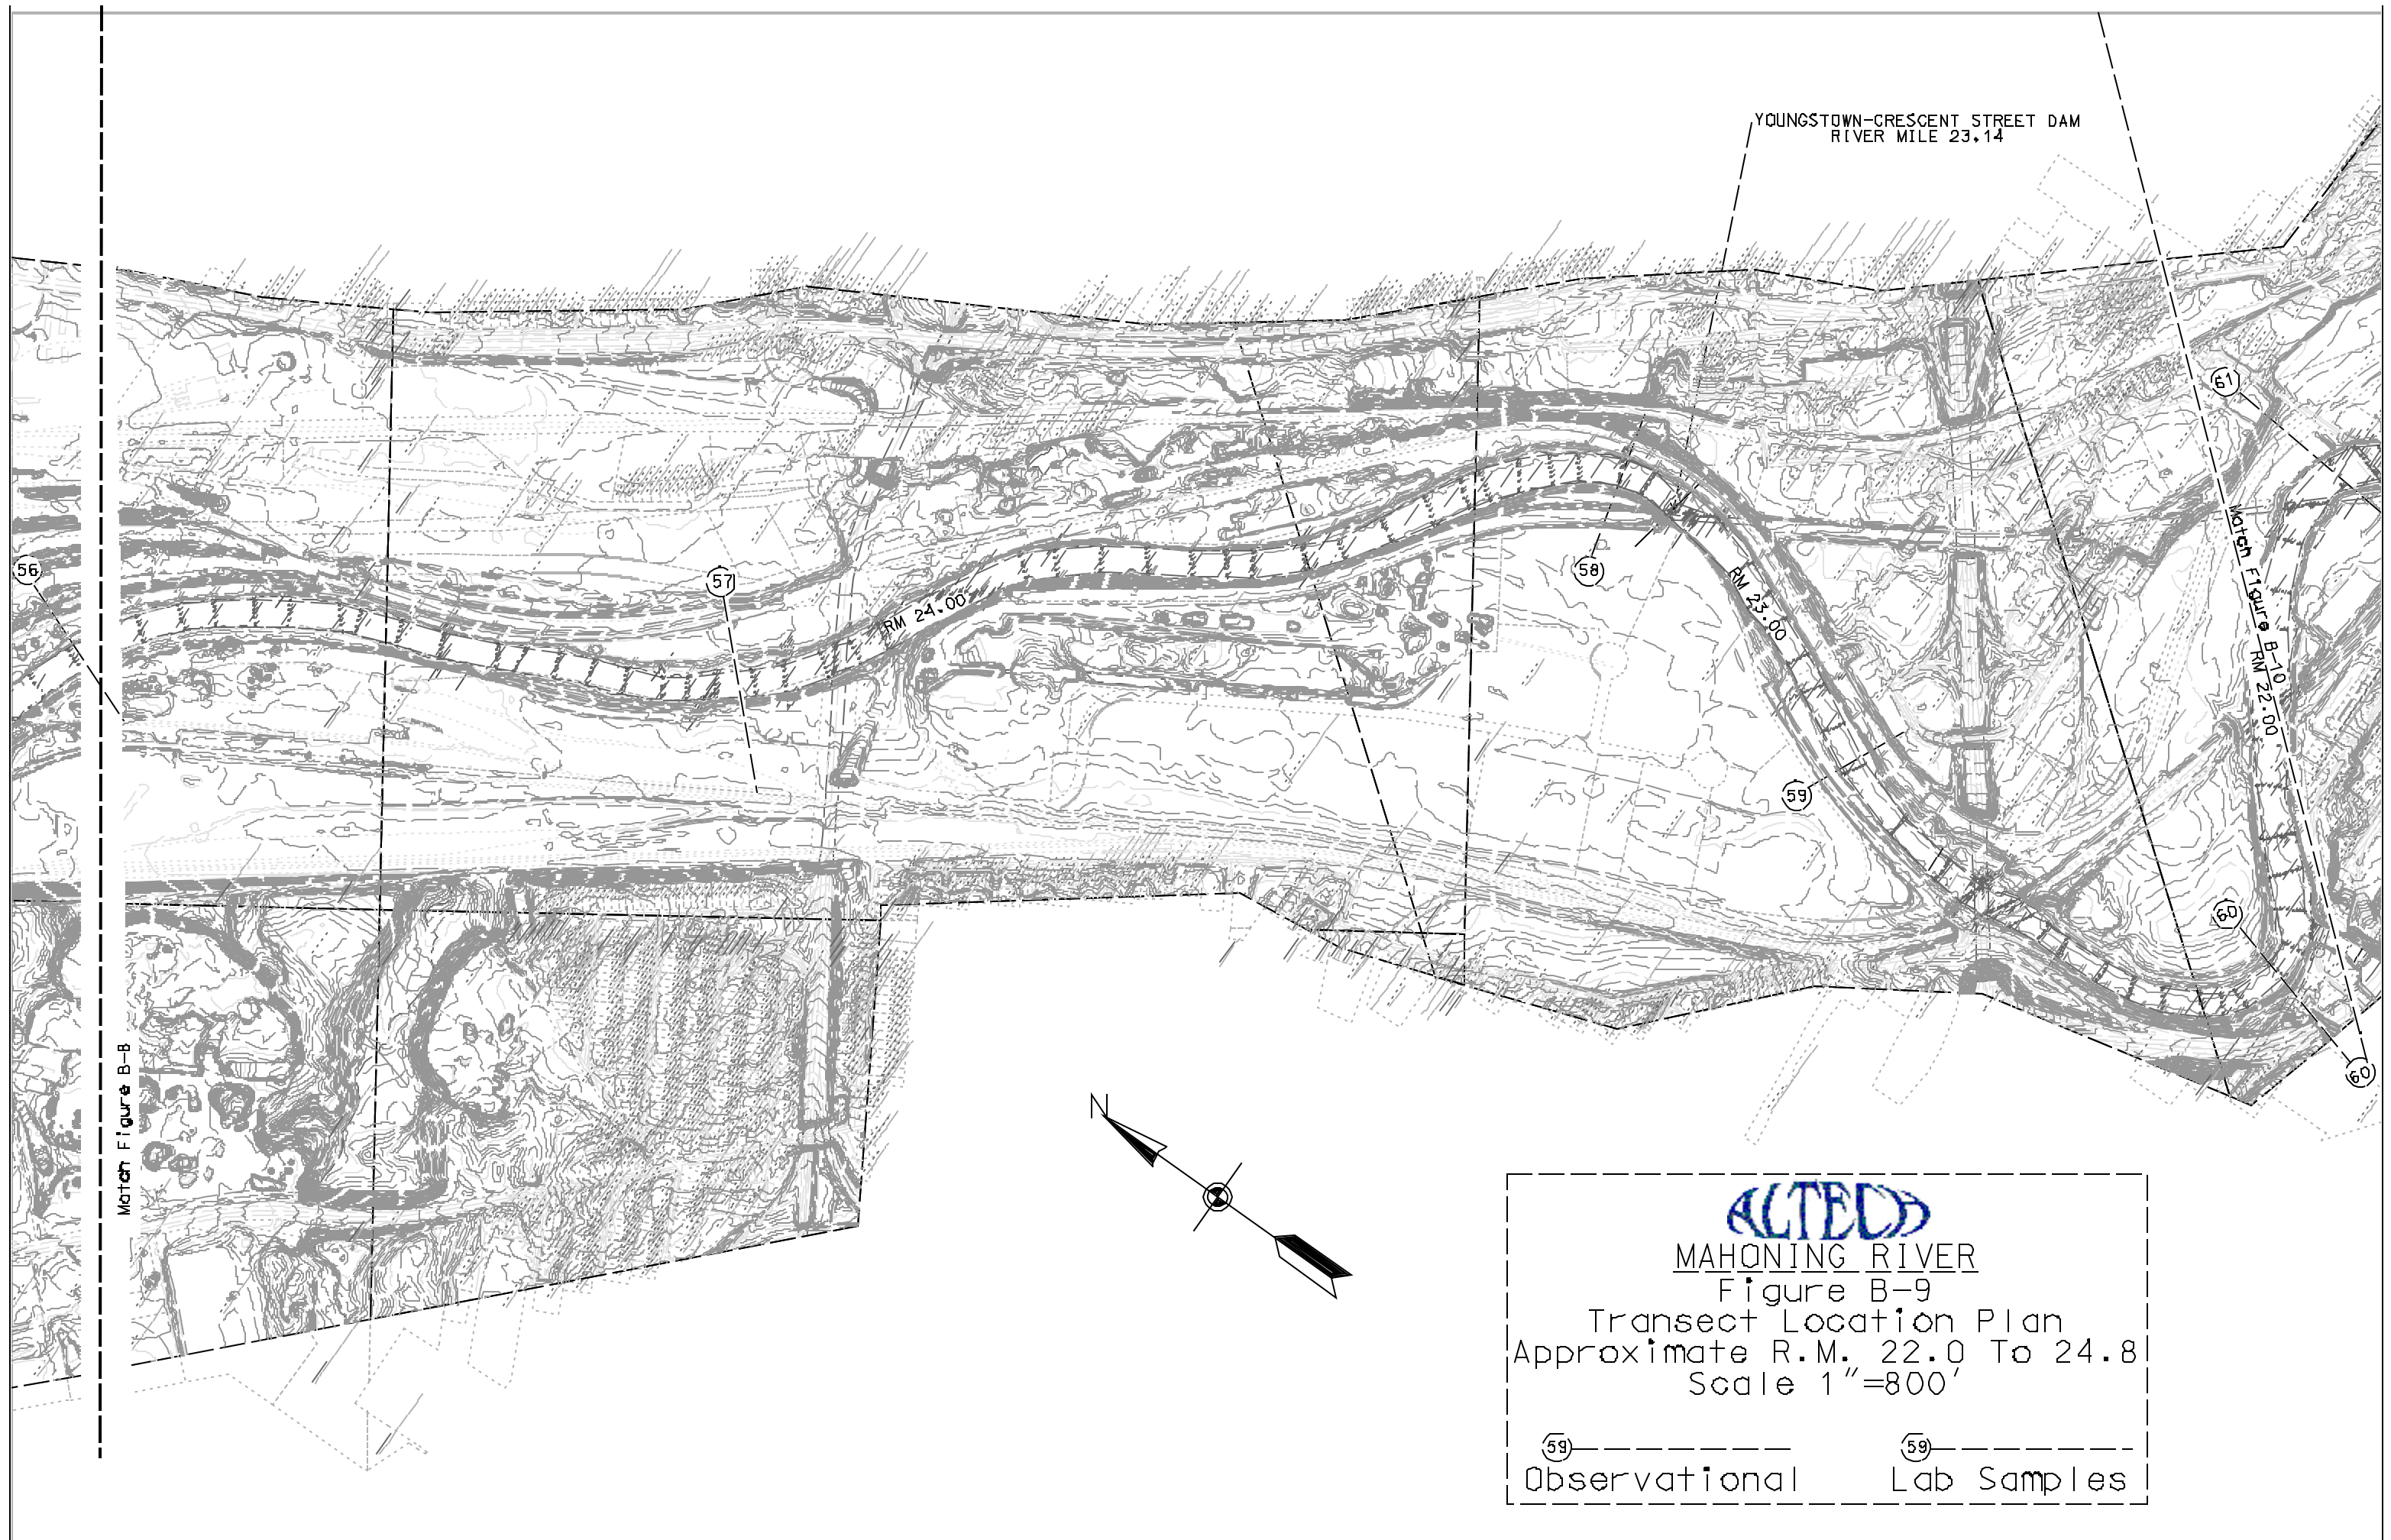 YOUNGSTOWN-CRESCENT STREET DAM
RIVER MILE 23.14
61
56
57
58
Match Figure B-10
RM 24.00
RM 23.00
RM 22.00
59
60
60
Match Figure B-8
N
ALTECH
MAHONING RIVER
Figure B-9
Transect Location Plan
Approximate R.M. 22.0 To 24.8
Scale 1"=800'
59
59
Observational
Lab Samples